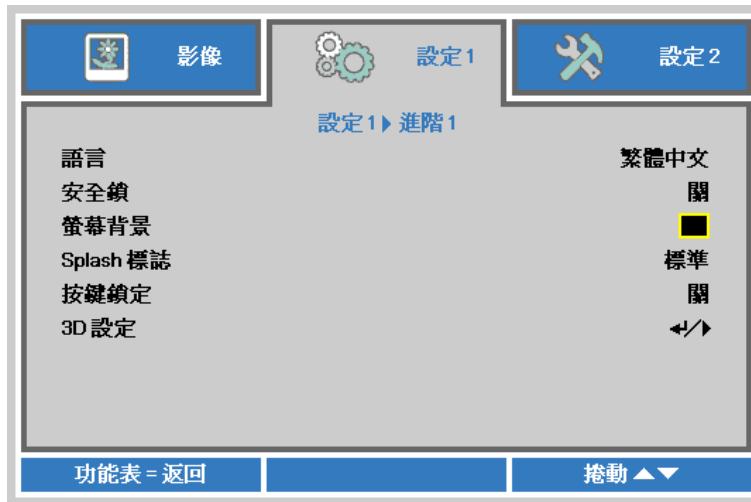 影像 設定1 設定2
設定1 ▶ 進階1
語言 繁體中文
安全鎖 關
螢幕背景
Splash 標誌 標準
按鍵鎖定 關
3D 設定 ↵/▶
功能表 = 返回 捲動 ▲▼